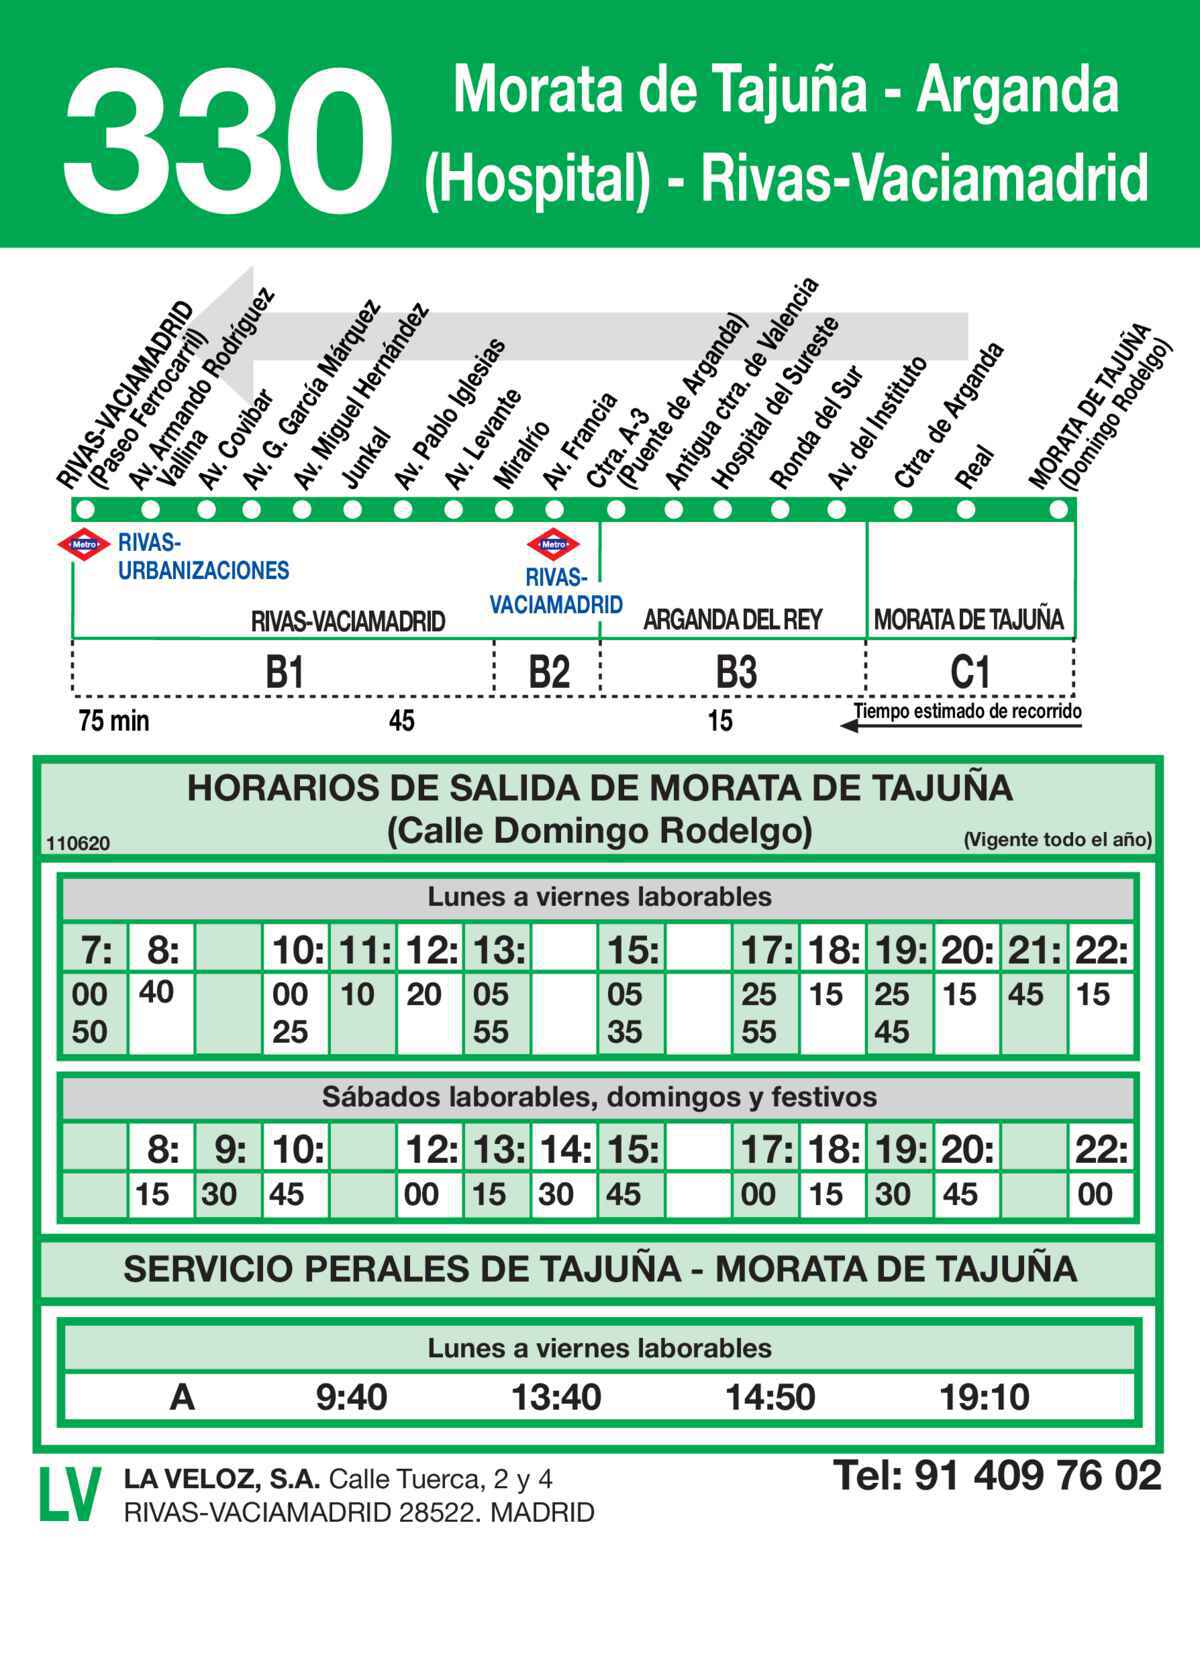 330
Morata de Tajuña - Arganda
(Hospital) - Rivas-Vaciamadrid
RIVAS-VACIAMADRID
(Paseo Ferrocarril)
Av. Armando Rodríguez
Vallina
Av. Covibar
Av. G. García Márquez
Av. Miguel Hernández
Junkal
Av. Pablo Iglesias
Av. Levante
Miralrío
Av. Francia
Ctra. A-3
(Puente de Arganda)
Antigua ctra. de Valencia
Hospital del Sureste
Ronda del Sur
Av. del Instituto
Ctra. de Arganda
Real
MORATA DE TAJUÑA
(Domingo Rodelgo)
Metro
RIVAS-
URBANIZACIONES
Metro
RIVAS-
VACIAMADRID
RIVAS-VACIAMADRID
ARGANDA DEL REY
MORATA DE TAJUÑA
B1 B2 B3 C1
75 min 45 15 Tiempo estimado de recorrido
HORARIOS DE SALIDA DE MORATA DE TAJUÑA
(Calle Domingo Rodelgo)
110620
(Vigente todo el año)
Lunes a viernes laborables
7: 8: 10: 11: 12: 13: 15: 17: 18: 19: 20: 21: 22:
00 40 00 10 20 05 05 25 15 25 15 45 15
50 25 55 35 55 45
Sábados laborables, domingos y festivos
8: 9: 10: 12: 13: 14: 15: 17: 18: 19: 20: 22:
15 30 45 00 15 30 45 00 15 30 45 00
SERVICIO PERALES DE TAJUÑA - MORATA DE TAJUÑA
Lunes a viernes laborables
A 9:40 13:40 14:50 19:10
LV
LA VELOZ, S.A. Calle Tuerca, 2 y 4
RIVAS-VACIAMADRID 28522. MADRID
Tel: 91 409 76 02